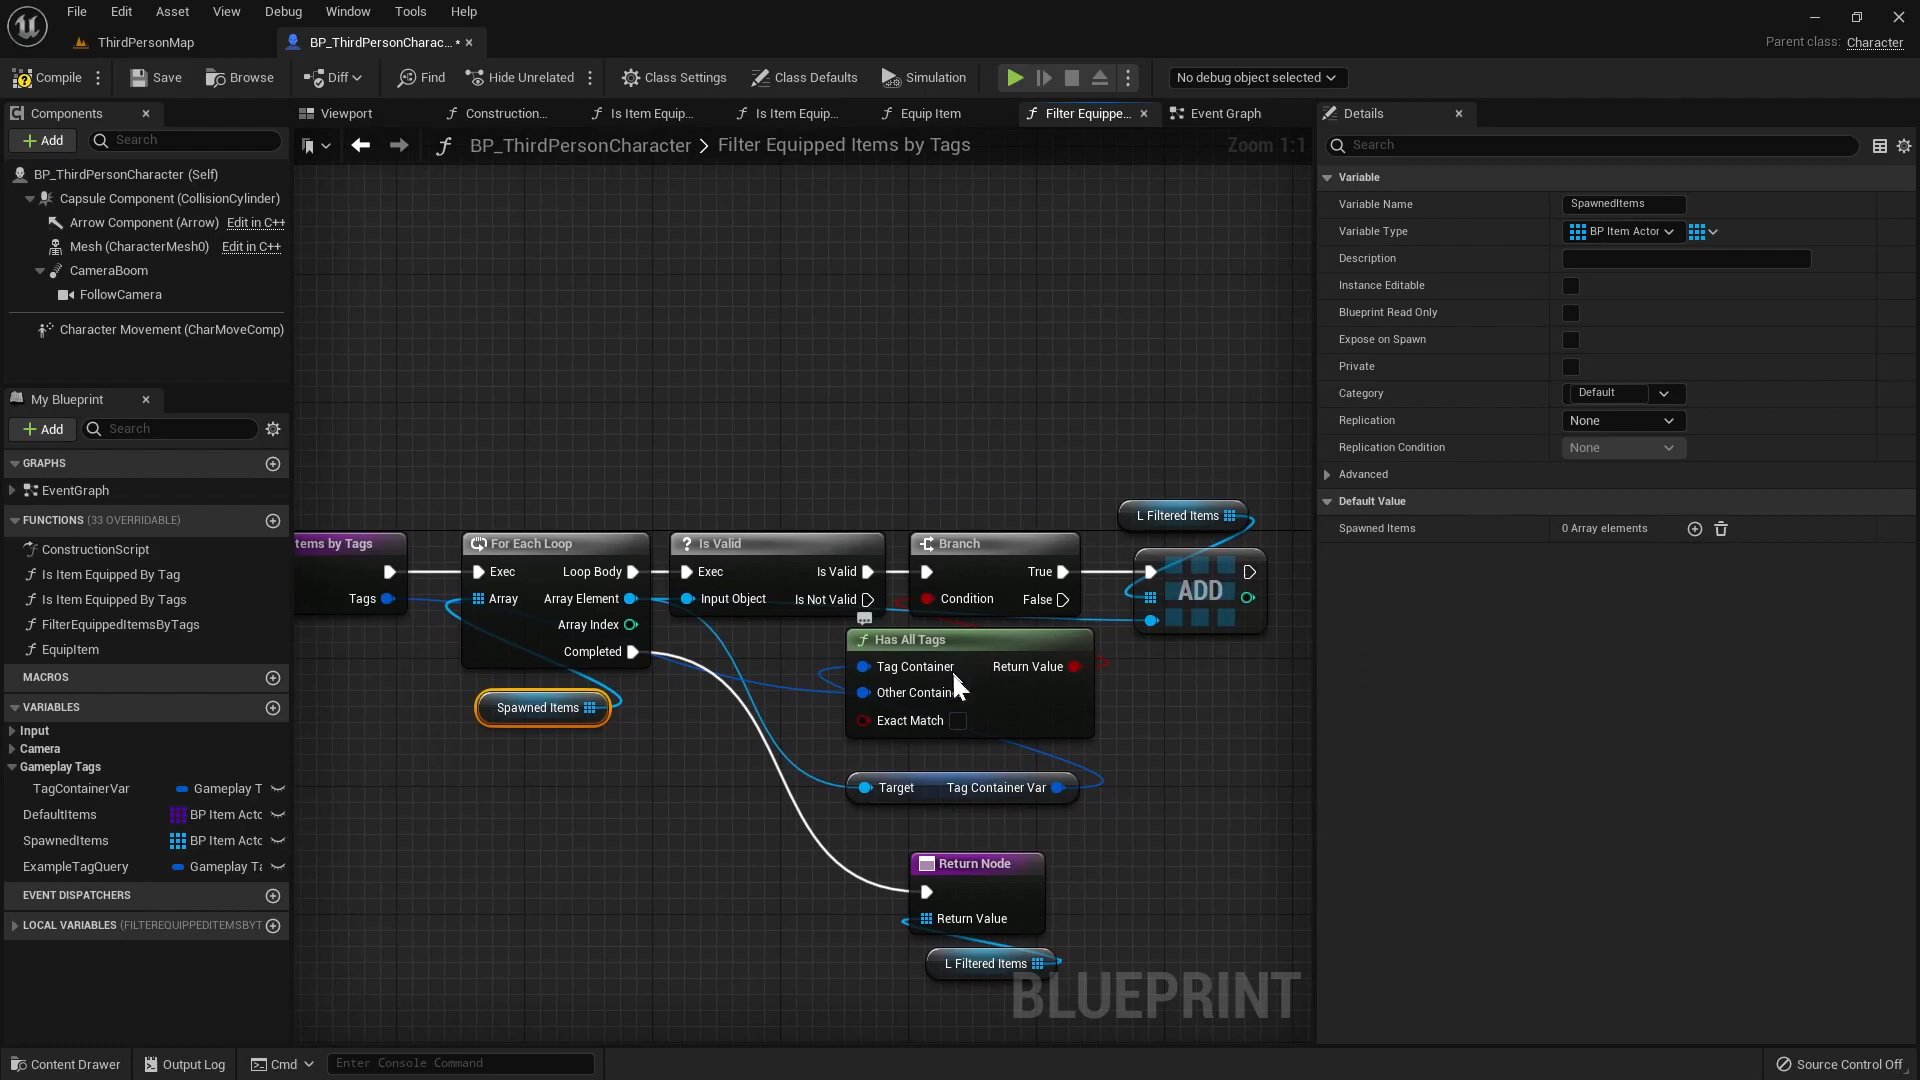 File Edit Asset View Debug Window Tools Help
ThirdPersonMap
BP_ThirdPersonCharac... *
Parent class: Character
Compile
Save
Browse
Diff
Find
Hide Unrelated
Class Settings
Class Defaults
Simulation
No debug object selected
Components
Add
Search
BP_ThirdPersonCharacter (Self)
Capsule Component (CollisionCylinder)
Arrow Component (Arrow) Edit in C++
Mesh (CharacterMesh0) Edit in C++
CameraBoom
FollowCamera
Character Movement (CharMoveComp)
My Blueprint
Add
Search
GRAPHS
EventGraph
FUNCTIONS (33 OVERRIDABLE)
ConstructionScript
Is Item Equipped By Tag
Is Item Equipped By Tags
FilterEquippedItemsByTags
EquipItem
MACROS
VARIABLES
Input
Camera
Gameplay Tags
TagContainerVar Gameplay T
DefaultItems BP Item Actc
SpawnedItems BP Item Actc
ExampleTagQuery Gameplay Ta
EVENT DISPATCHERS
LOCAL VARIABLES (FILTEREQUIPPEDITEMSBYT
Viewport
Construction...
Is Item Equip...
Is Item Equip...
Equip Item
Filter Equippe...
Event Graph
BP_ThirdPersonCharacter > Filter Equipped Items by Tags
Zoom 1:1
tems by Tags
Tags
For Each Loop
Exec Loop Body
Array Array Element
Array Index
Completed
Spawned Items
Is Valid
Exec Is Valid
Input Object Is Not Valid
Branch
True
Condition False
L Filtered Items
ADD
Has All Tags
Tag Container Return Value
Other Contain
Exact Match
Target Tag Container Var
Return Node
Return Value
L Filtered Items
BLUEPRINT
Details
Search
Variable
Variable Name SpawnedItems
Variable Type BP Item Actor
Description
Instance Editable
Blueprint Read Only
Expose on Spawn
Private
Category Default
Replication None
Replication Condition None
Advanced
Default Value
Spawned Items 0 Array elements
Content Drawer
Output Log
Cmd
Enter Console Command
Source Control Off